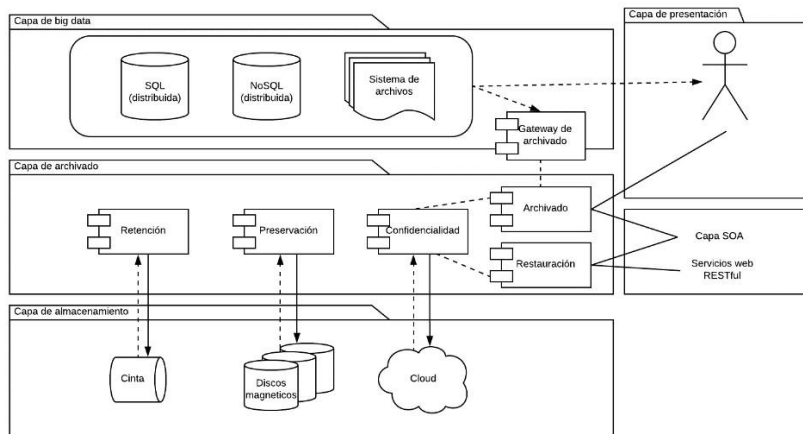 Capa de big data
SQL
(distribuida)
NoSQL
(distribuida)
Sistema de
archivos
Gateway de
archivado
Capa de presentación
Capa de archivado
Retención
Preservación
Confidencialidad
Archivado
Restauración
Capa SOA
Servicios web
RESTful
Capa de almacenamiento
Cinta
Discos
magneticos
Cloud